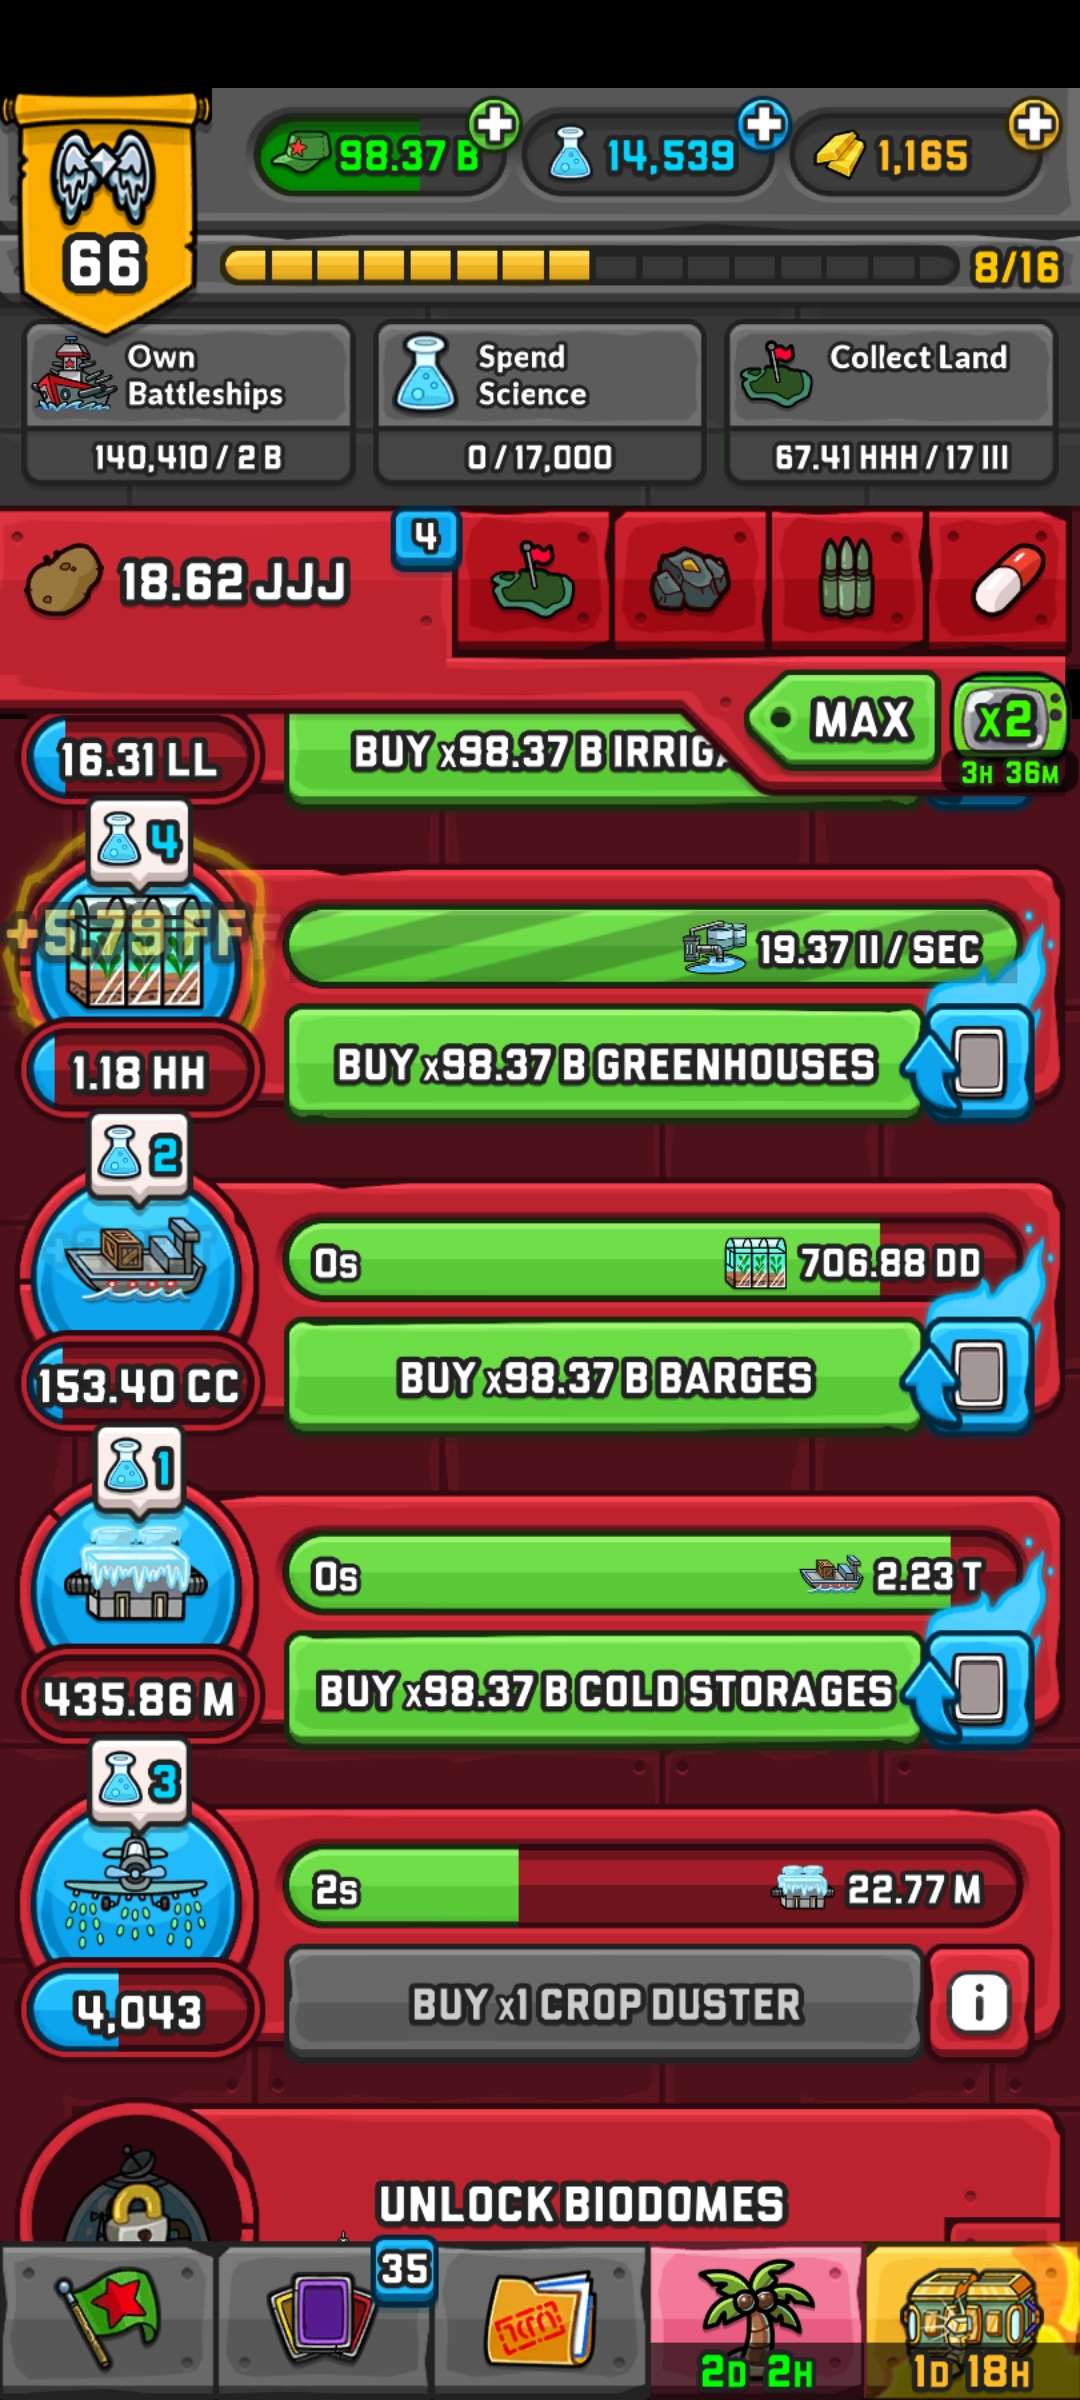 98.37 B
14,539
1,165
66
8/16
Own
Battleships
140,410 / 2 B
Spend
Science
0 / 17,000
Collect Land
67.41 HHH / 17 III
18.62 JJJ
4
MAX
x2
3H 36M
16.31 LL
BUY x98.37 B IRRIG
4
+5.79 FF
19.37 II / SEC
1.18 HH
BUY x98.37 B GREENHOUSES
2
0s
706.88 DD
153.40 CC
BUY x98.37 B BARGES
1
0s
2.23 T
435.86 M
BUY x98.37 B COLD STORAGES
3
2s
22.77 M
4,043
BUY x1 CROP DUSTER
i
UNLOCK BIODOMES
35
2D 2H
1D 18H